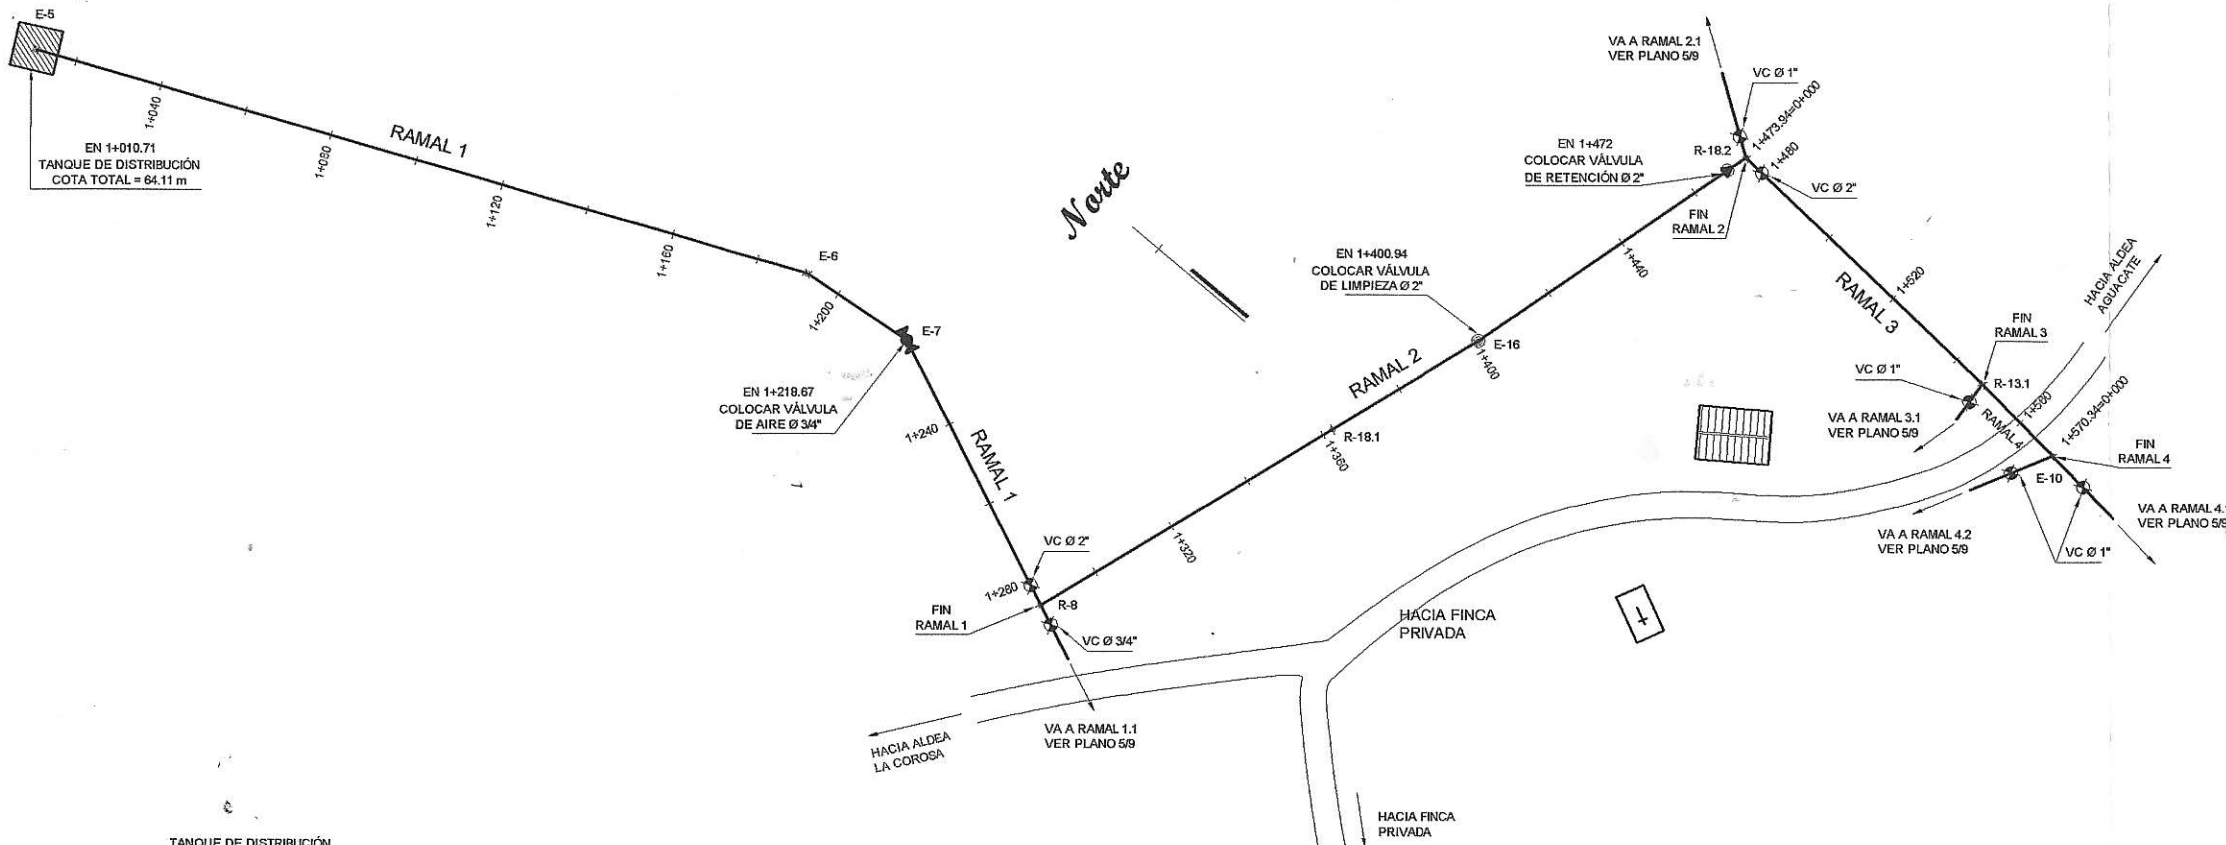 E-5
1+040
EN 1+010.71
TANQUE DE DISTRIBUCIÓN
COTA TOTAL = 64.11 m
RAMAL 1
1+080
1+120
1+160
E-6
1+200
E-7
EN 1+218.67
COLOCAR VÁLVULA
DE AIRE Ø 3/4"
1+240
RAMAL 1
1+280
VC Ø 2"
FIN
RAMAL 1
R-8
VC Ø 3/4"
VA A RAMAL 1.1
VER PLANO 5/9
HACIA ALDEA
LA COROSA
Norte
1+320
R-18.1
1+360
RAMAL 2
EN 1+400.94
COLOCAR VÁLVULA
DE LIMPIEZA Ø 2"
E-16
1+400
1+440
VA A RAMAL 2.1
VER PLANO 5/9
VC Ø 1"
EN 1+472
COLOCAR VÁLVULA
DE RETENCIÓN Ø 2"
R-18.2
1+473.94=0+000
1+480
VC Ø 2"
FIN
RAMAL 2
RAMAL 3
1+520
HACIA ALDEA
AGUACATE
FIN
RAMAL 3
VC Ø 1"
R-13.1
VA A RAMAL 3.1
VER PLANO 5/9
RAMAL 4
1+560
1+570.34=0+000
FIN
RAMAL 4
E-10
VA A RAMAL 4.2
VER PLANO 5/9
VC Ø 1"
VA A RAMAL 4.
VER PLANO 5/9
HACIA FINCA
PRIVADA
HACIA FINCA
PRIVADA
TANQUE DE DISTRIBUCIÓN